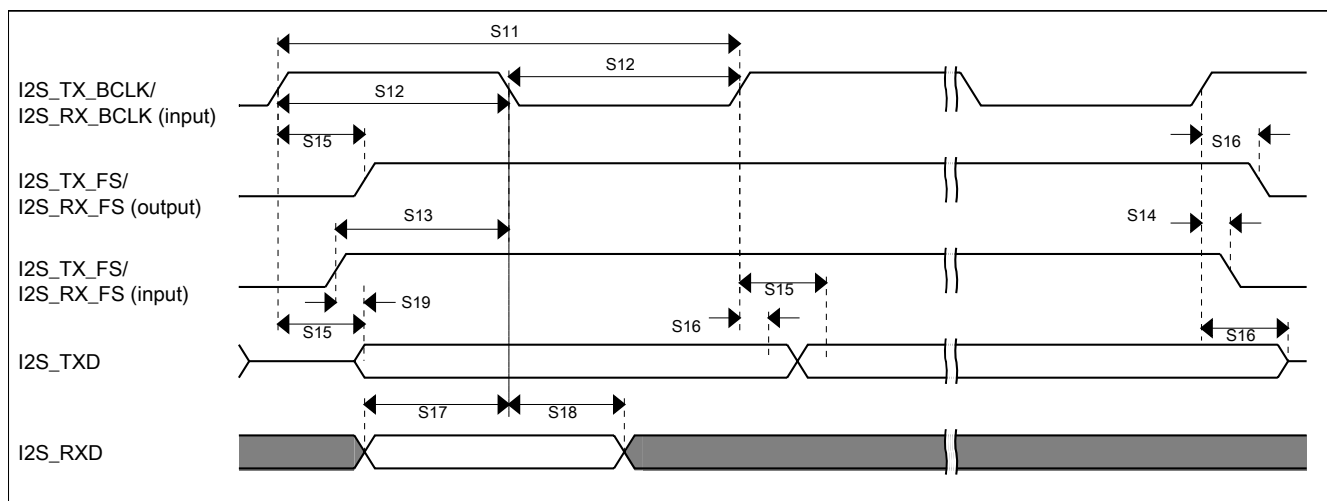 S11
I2S_TX_BCLK/
I2S_RX_BCLK (input)
S12
S12
S15
S16
I2S_TX_FS/
I2S_RX_FS (output)
S13
S14
I2S_TX_FS/
I2S_RX_FS (input)
S19
S15
S15
S16
S16
I2S_TXD
S17
S18
I2S_RXD